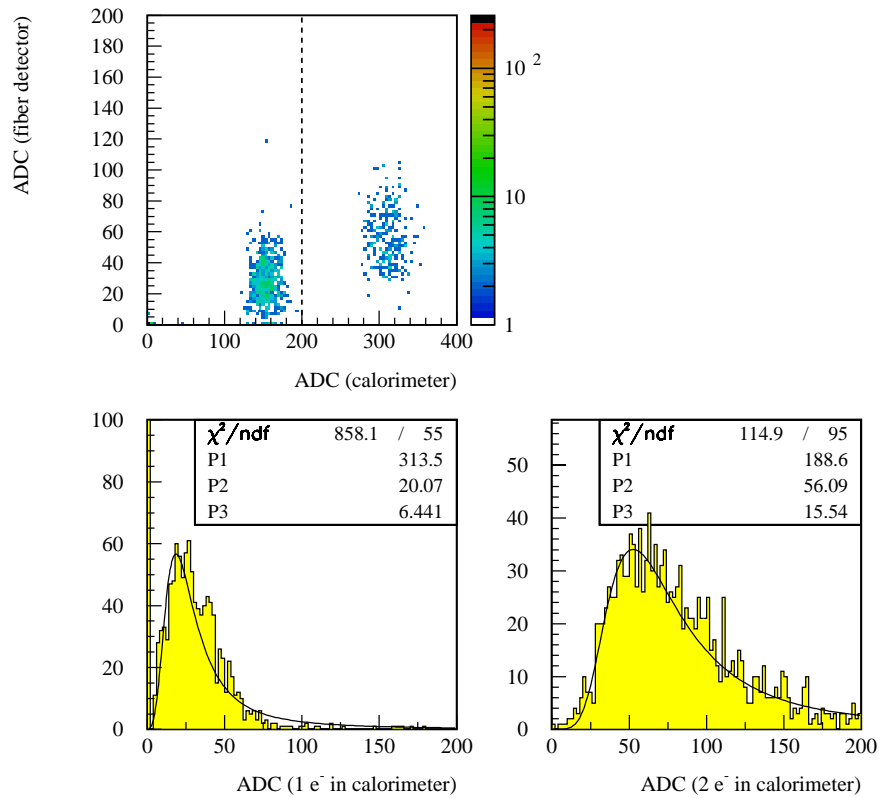 200
180
160
140
120
100
80
60
40
20
0
ADC (fiber detector)
0 100 200 300 400
ADC (calorimeter)
10 2
10
1
100
80
60
40
20
0
χ²/ndf 858.1 / 55
P1 313.5
P2 20.07
P3 6.441
0 50 100 150 200
ADC (1 e- in calorimeter)
50
40
30
20
10
0
χ²/ndf 114.9 / 95
P1 188.6
P2 56.09
P3 15.54
0 50 100 150 200
ADC (2 e- in calorimeter)